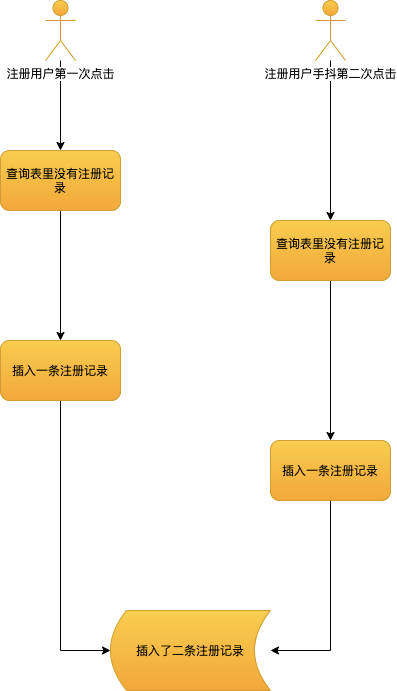 注册用户第一次点击
注册用户手抖第二次点击
查询表里没有注册记
录
查询表里没有注册记
录
插入一条注册记录
插入一条注册记录
插入了二条注册记录